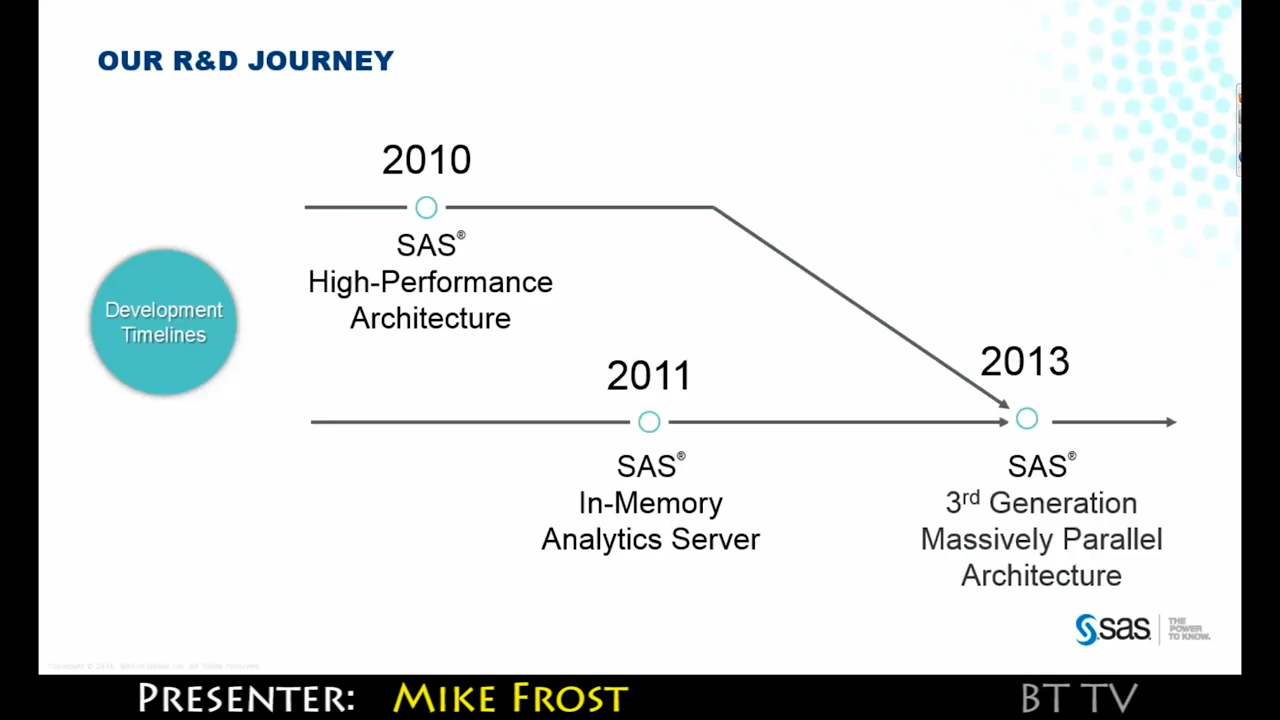 OUR R&D JOURNEY
2010
SAS®
High-Performance
Architecture
Development
Timelines
2011
SAS®
In-Memory
Analytics Server
2013
SAS®
3rd Generation
Massively Parallel
Architecture
sas
THE
POWER
TO KNOW.
PRESENTER: MIKE FROST
BT TV